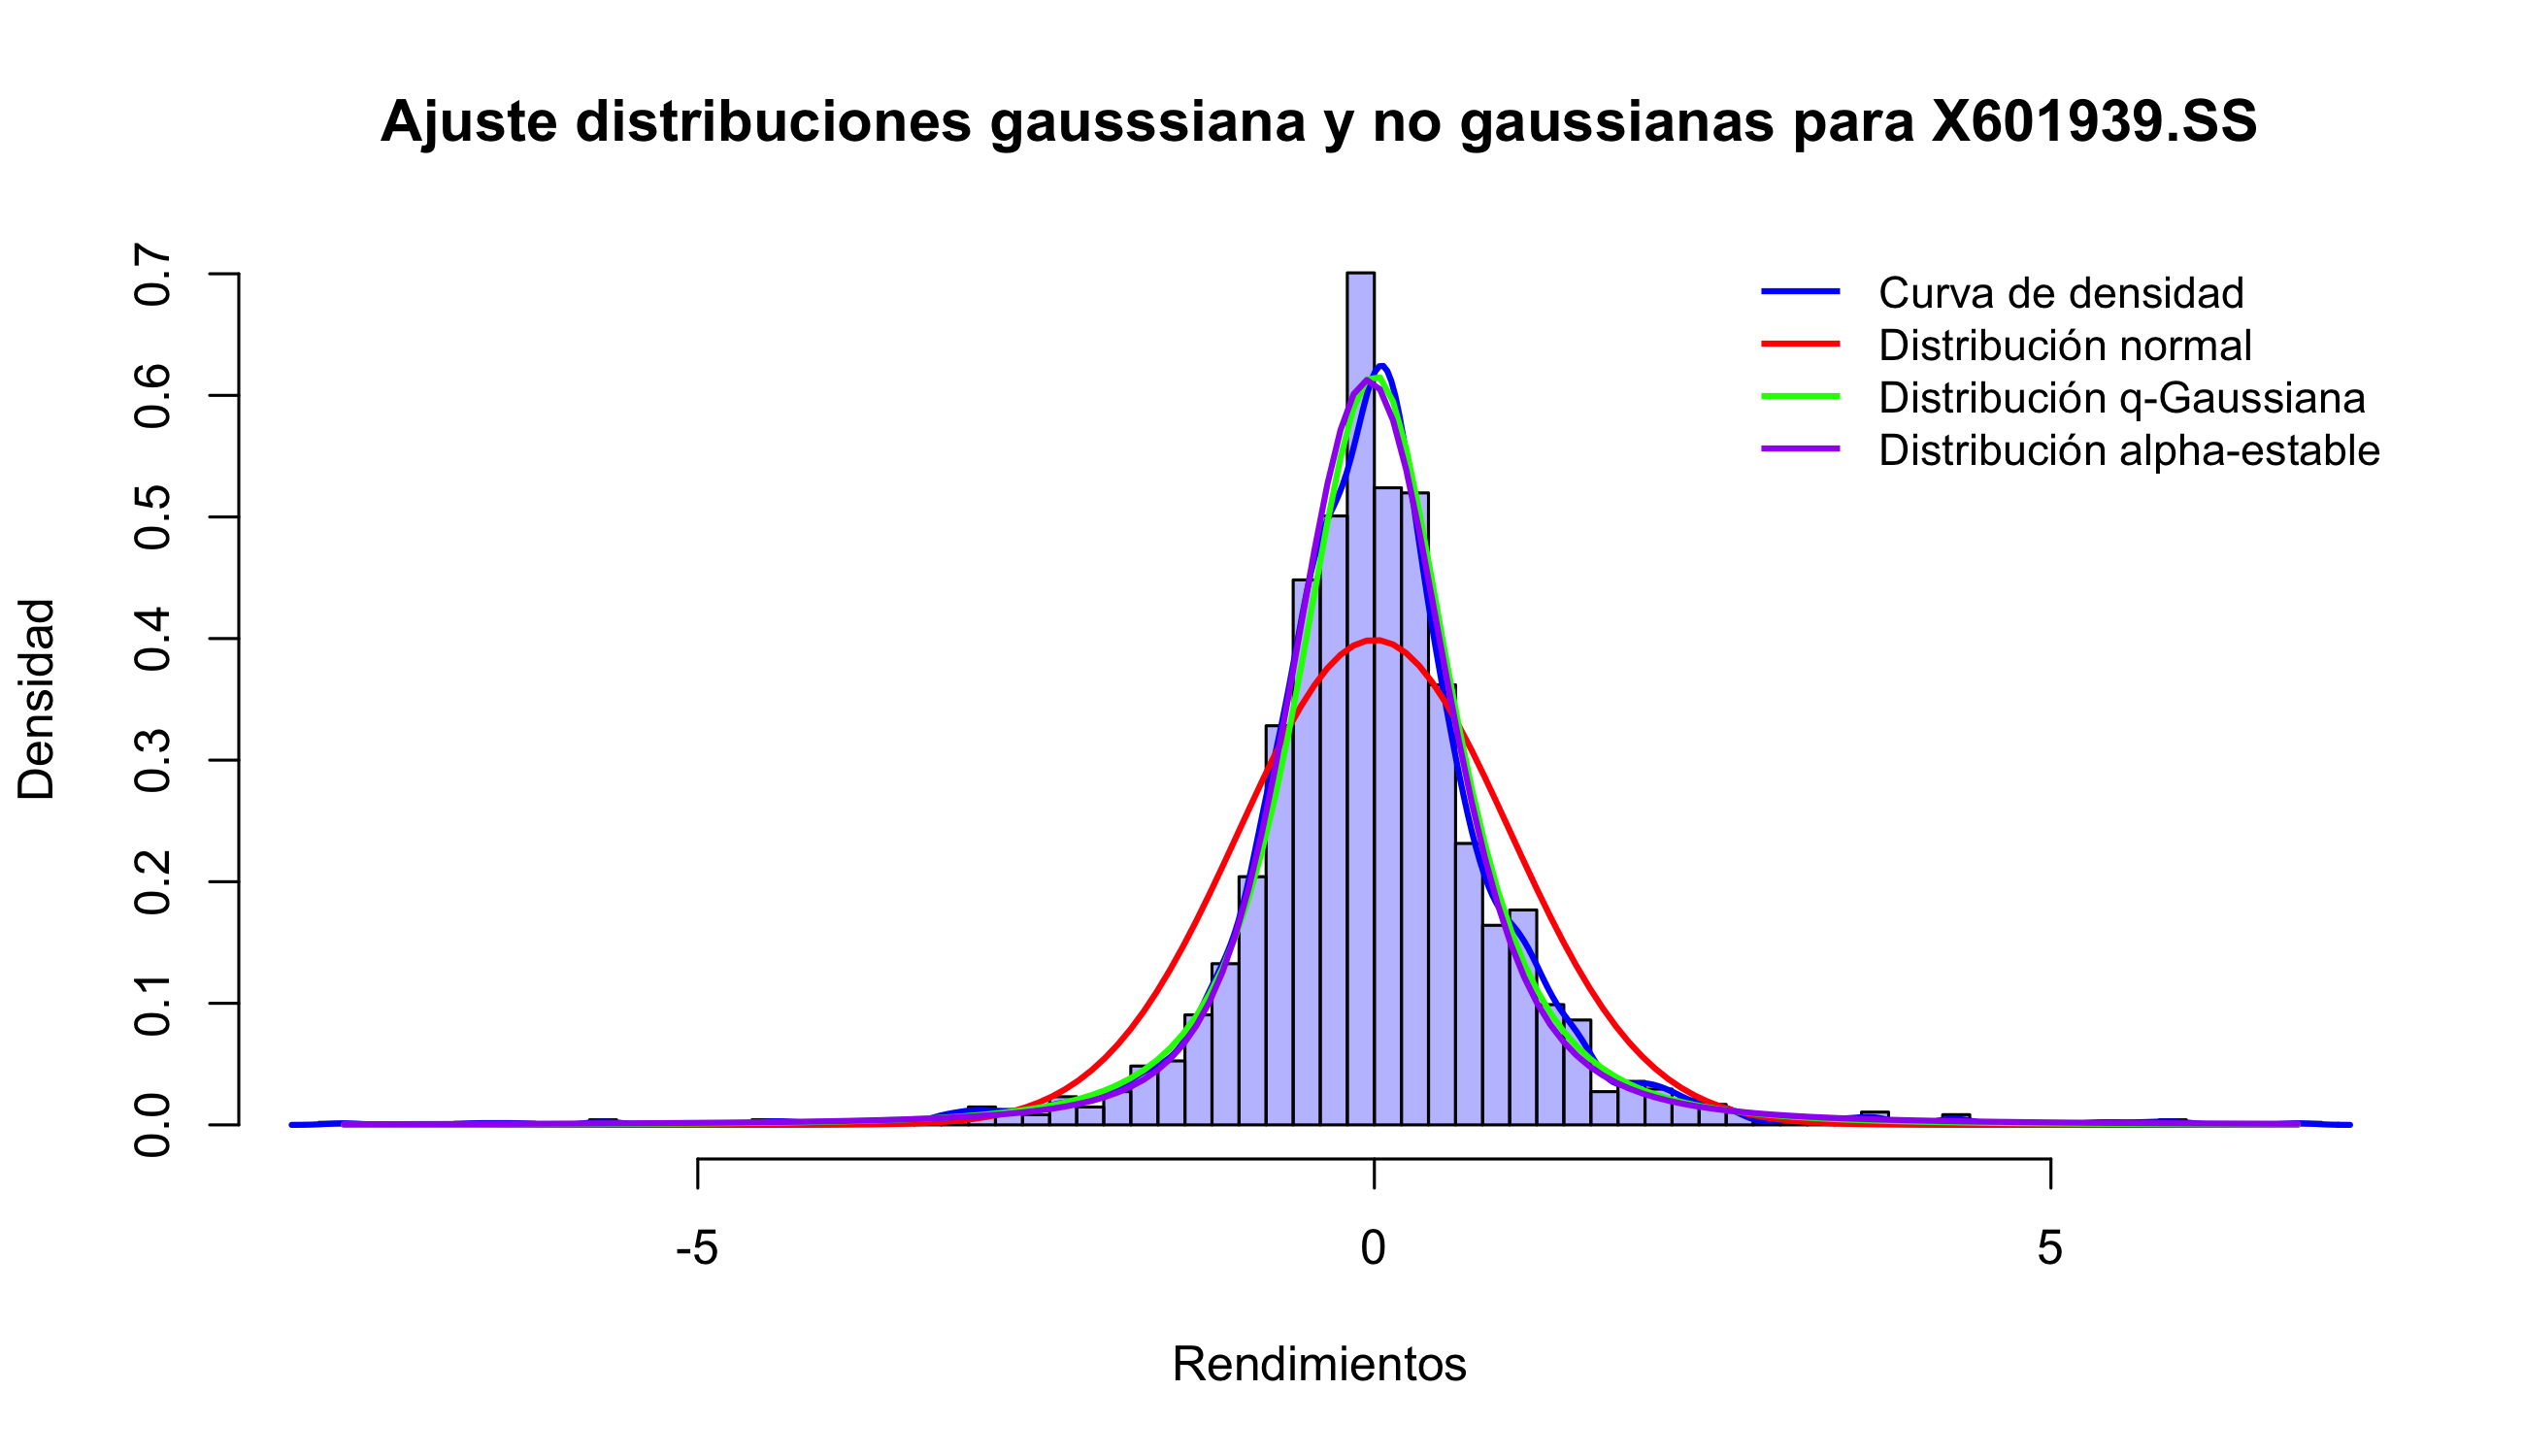 Ajuste distribuciones gausssiana y no gaussianas para X601939.SS
Curva de densidad
Distribución normal
Distribución q-Gaussiana
Distribución alpha-estable
Densidad
0.7
0.6
0.5
0.4
0.3
0.2
0.1
0.0
-5 0 5
Rendimientos